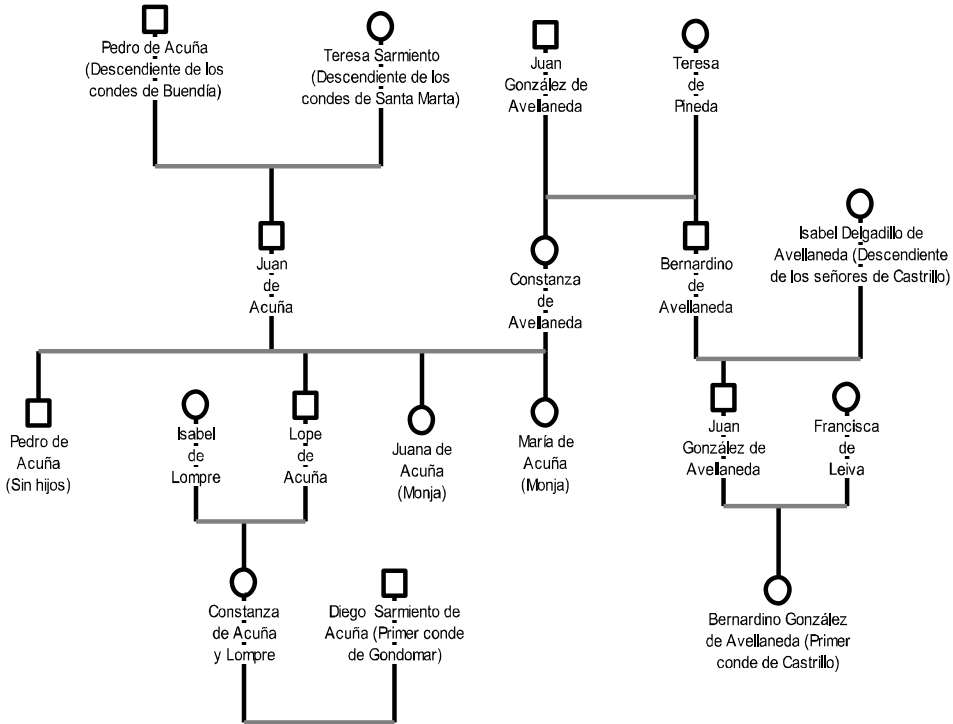 Pedro de Acuña
(Descendiente de los
condes de Buendía)
Teresa Sarmiento
(Descendiente de los
condes de Santa Marta)
Juan
González de
Avellaneda
Teresa
de
Pineda
Juan
de
Acuña
Constanza
de
Avellaneda
Bernardino
de
Avellaneda
Isabel Delgadillo de
Avellaneda (Descendiente
de los señores de Castrillo)
Pedro de
Acuña
(Sin hijos)
Isabel
de
Lompre
Lope
de
Acuña
Juana de
Acuña
(Monja)
María de
Acuña
(Monja)
Juan
González de
Avellaneda
Francisca
de
Leiva
Constanza
de Acuña
y Lompre
Diego Sarmiento de
Acuña (Primer conde
de Gondomar)
Bernardino González
de Avellaneda (Primer
conde de Castrillo)